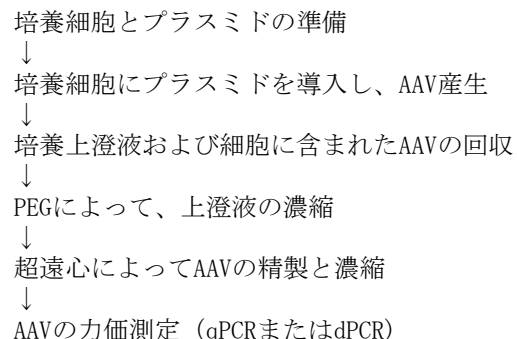 培養細胞とプラスミドの準備
↓
培養細胞にプラスミドを導入し、AAV産生
↓
培養上澄液および細胞に含まれたAAVの回収
↓
PEGによって、上澄液の濃縮
↓
超遠心によってAAVの精製と濃縮
↓
AAVの力価測定（qPCRまたはdPCR）